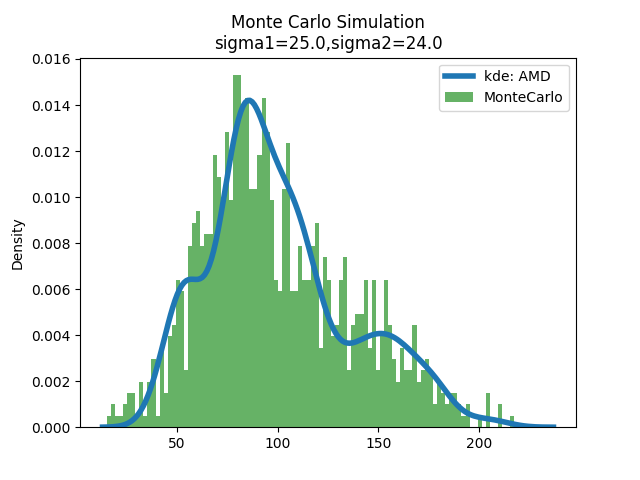 Monte Carlo Simulation
sigma1=25.0,sigma2=24.0
kde: AMD
MonteCarlo
Density
0.016
0.014
0.012
0.010
0.008
0.006
0.004
0.002
0.000
50
100
150
200